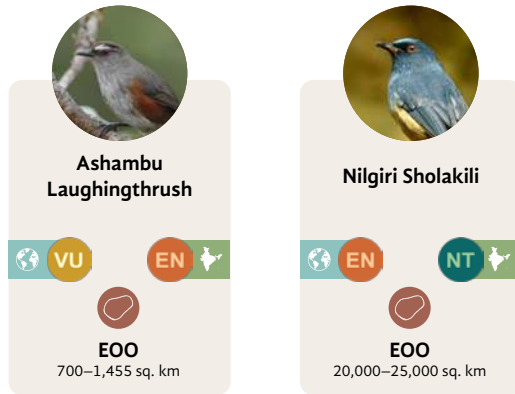 Ashambu
Laughingthrush
VU
EN
EOO
700–1,455 sq. km
Nilgiri Sholakili
EN
NT
EOO
20,000–25,000 sq. km